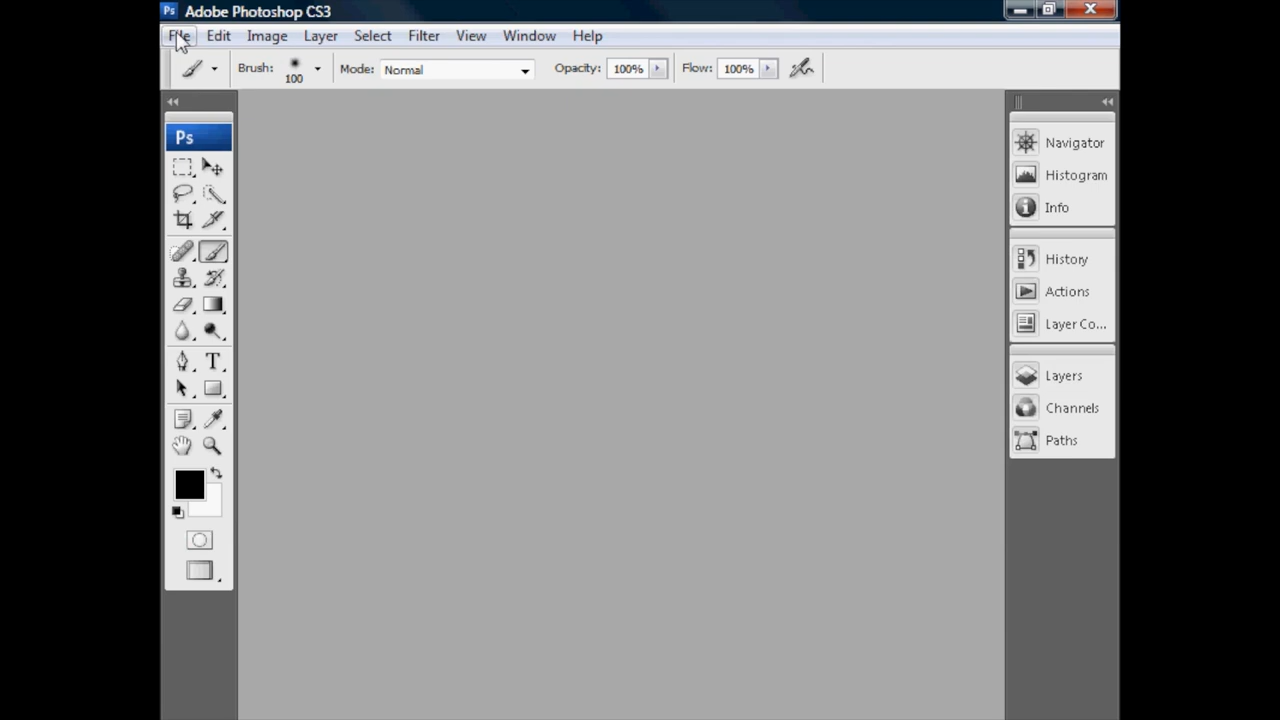 Ps Adobe Photoshop CS3
File Edit Image Layer Select Filter View Window Help
Brush: 100 Mode: Normal Opacity: 100% Flow: 100%
Ps
T
Navigator
Histogram
Info
History
Actions
Layer Co...
Layers
Channels
Paths